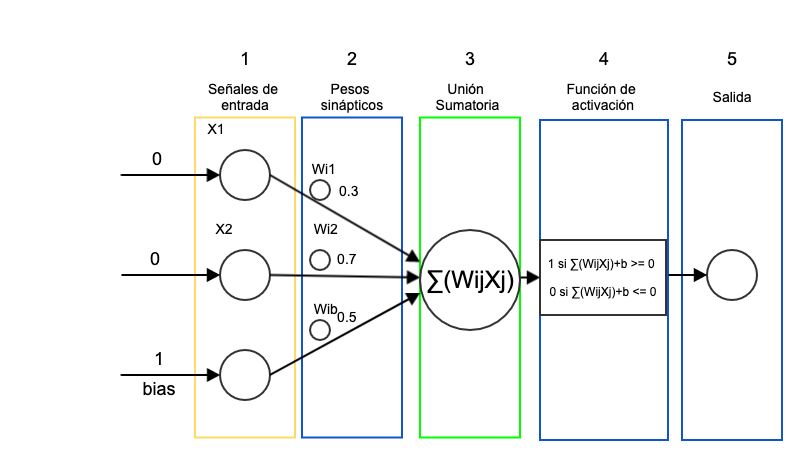 1
2
3
4
5
Señales de
entrada
Pesos
sinápticos
Unión
Sumatoria
Función de
activación
Salida
X1
0
Wi1
0.3
X2
0
Wi2
0.7
∑(WijXj)
1 si ∑(WijXj)+b >= 0
0 si ∑(WijXj)+b <= 0
Wib
0.5
1
bias